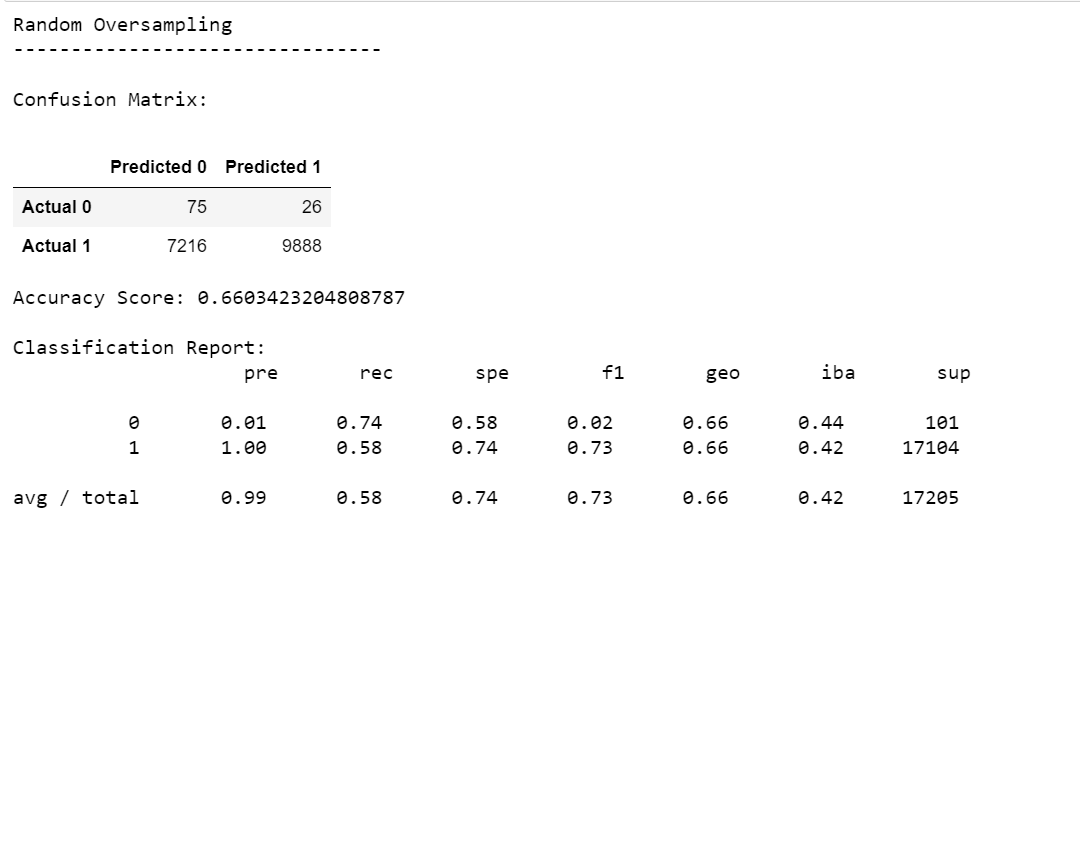 Random Oversampling
--------------------------------
Confusion Matrix:
Predicted 0 Predicted 1
Actual 0 75 26
Actual 1 7216 9888
Accuracy Score: 0.6603423204808787
Classification Report:
pre rec spe f1 geo iba sup
0 0.01 0.74 0.58 0.02 0.66 0.44 101
1 1.00 0.58 0.74 0.73 0.66 0.42 17104
avg / total 0.99 0.58 0.74 0.73 0.66 0.42 17205